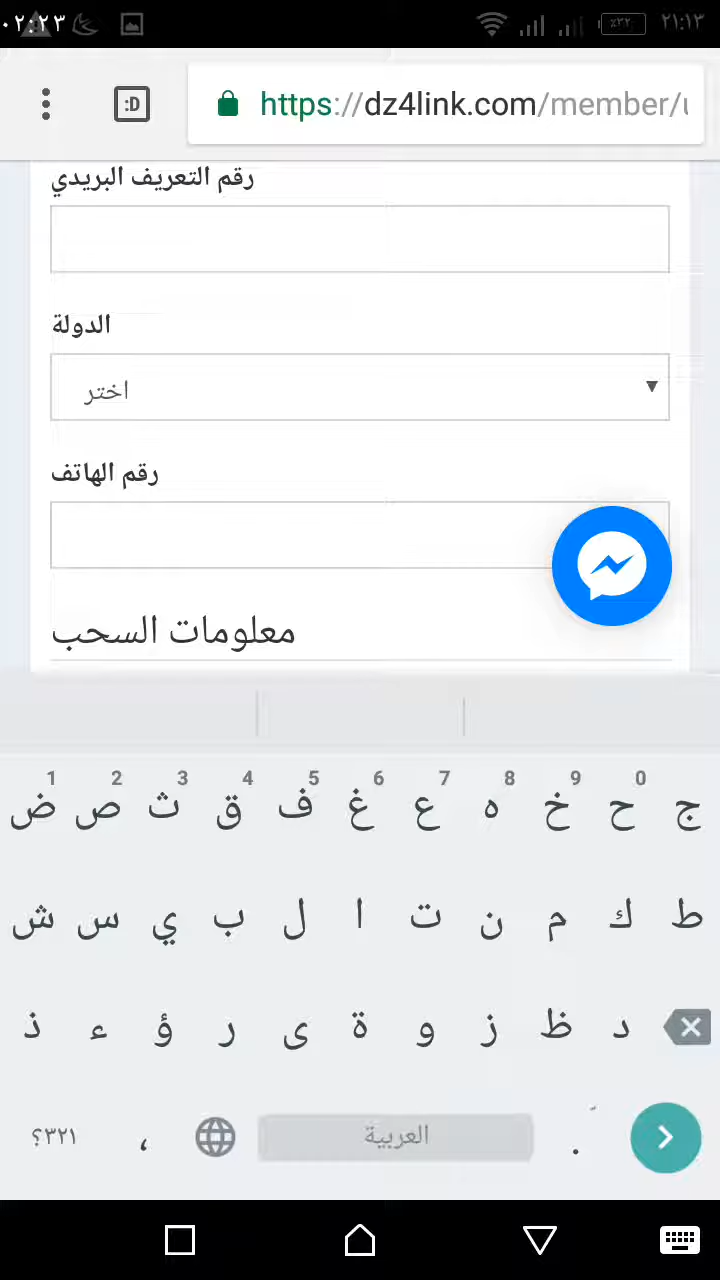 ٠٢:٢٣
٪٣٢
٢١:١٣
:D
https://dz4link.com/member/u
رقم التعريف البريدي
الدولة
اختر
رقم الهاتف
معلومات السحب
1 2 3 4 5 6 7 8 9 0
ض ص ث ق ف غ ع ه خ ح ج
ش س ي ب ل ا ت ن م ك ط
ذ ء ؤ ر ى ة و ز ظ د
؟٣٢١ ، العربية .